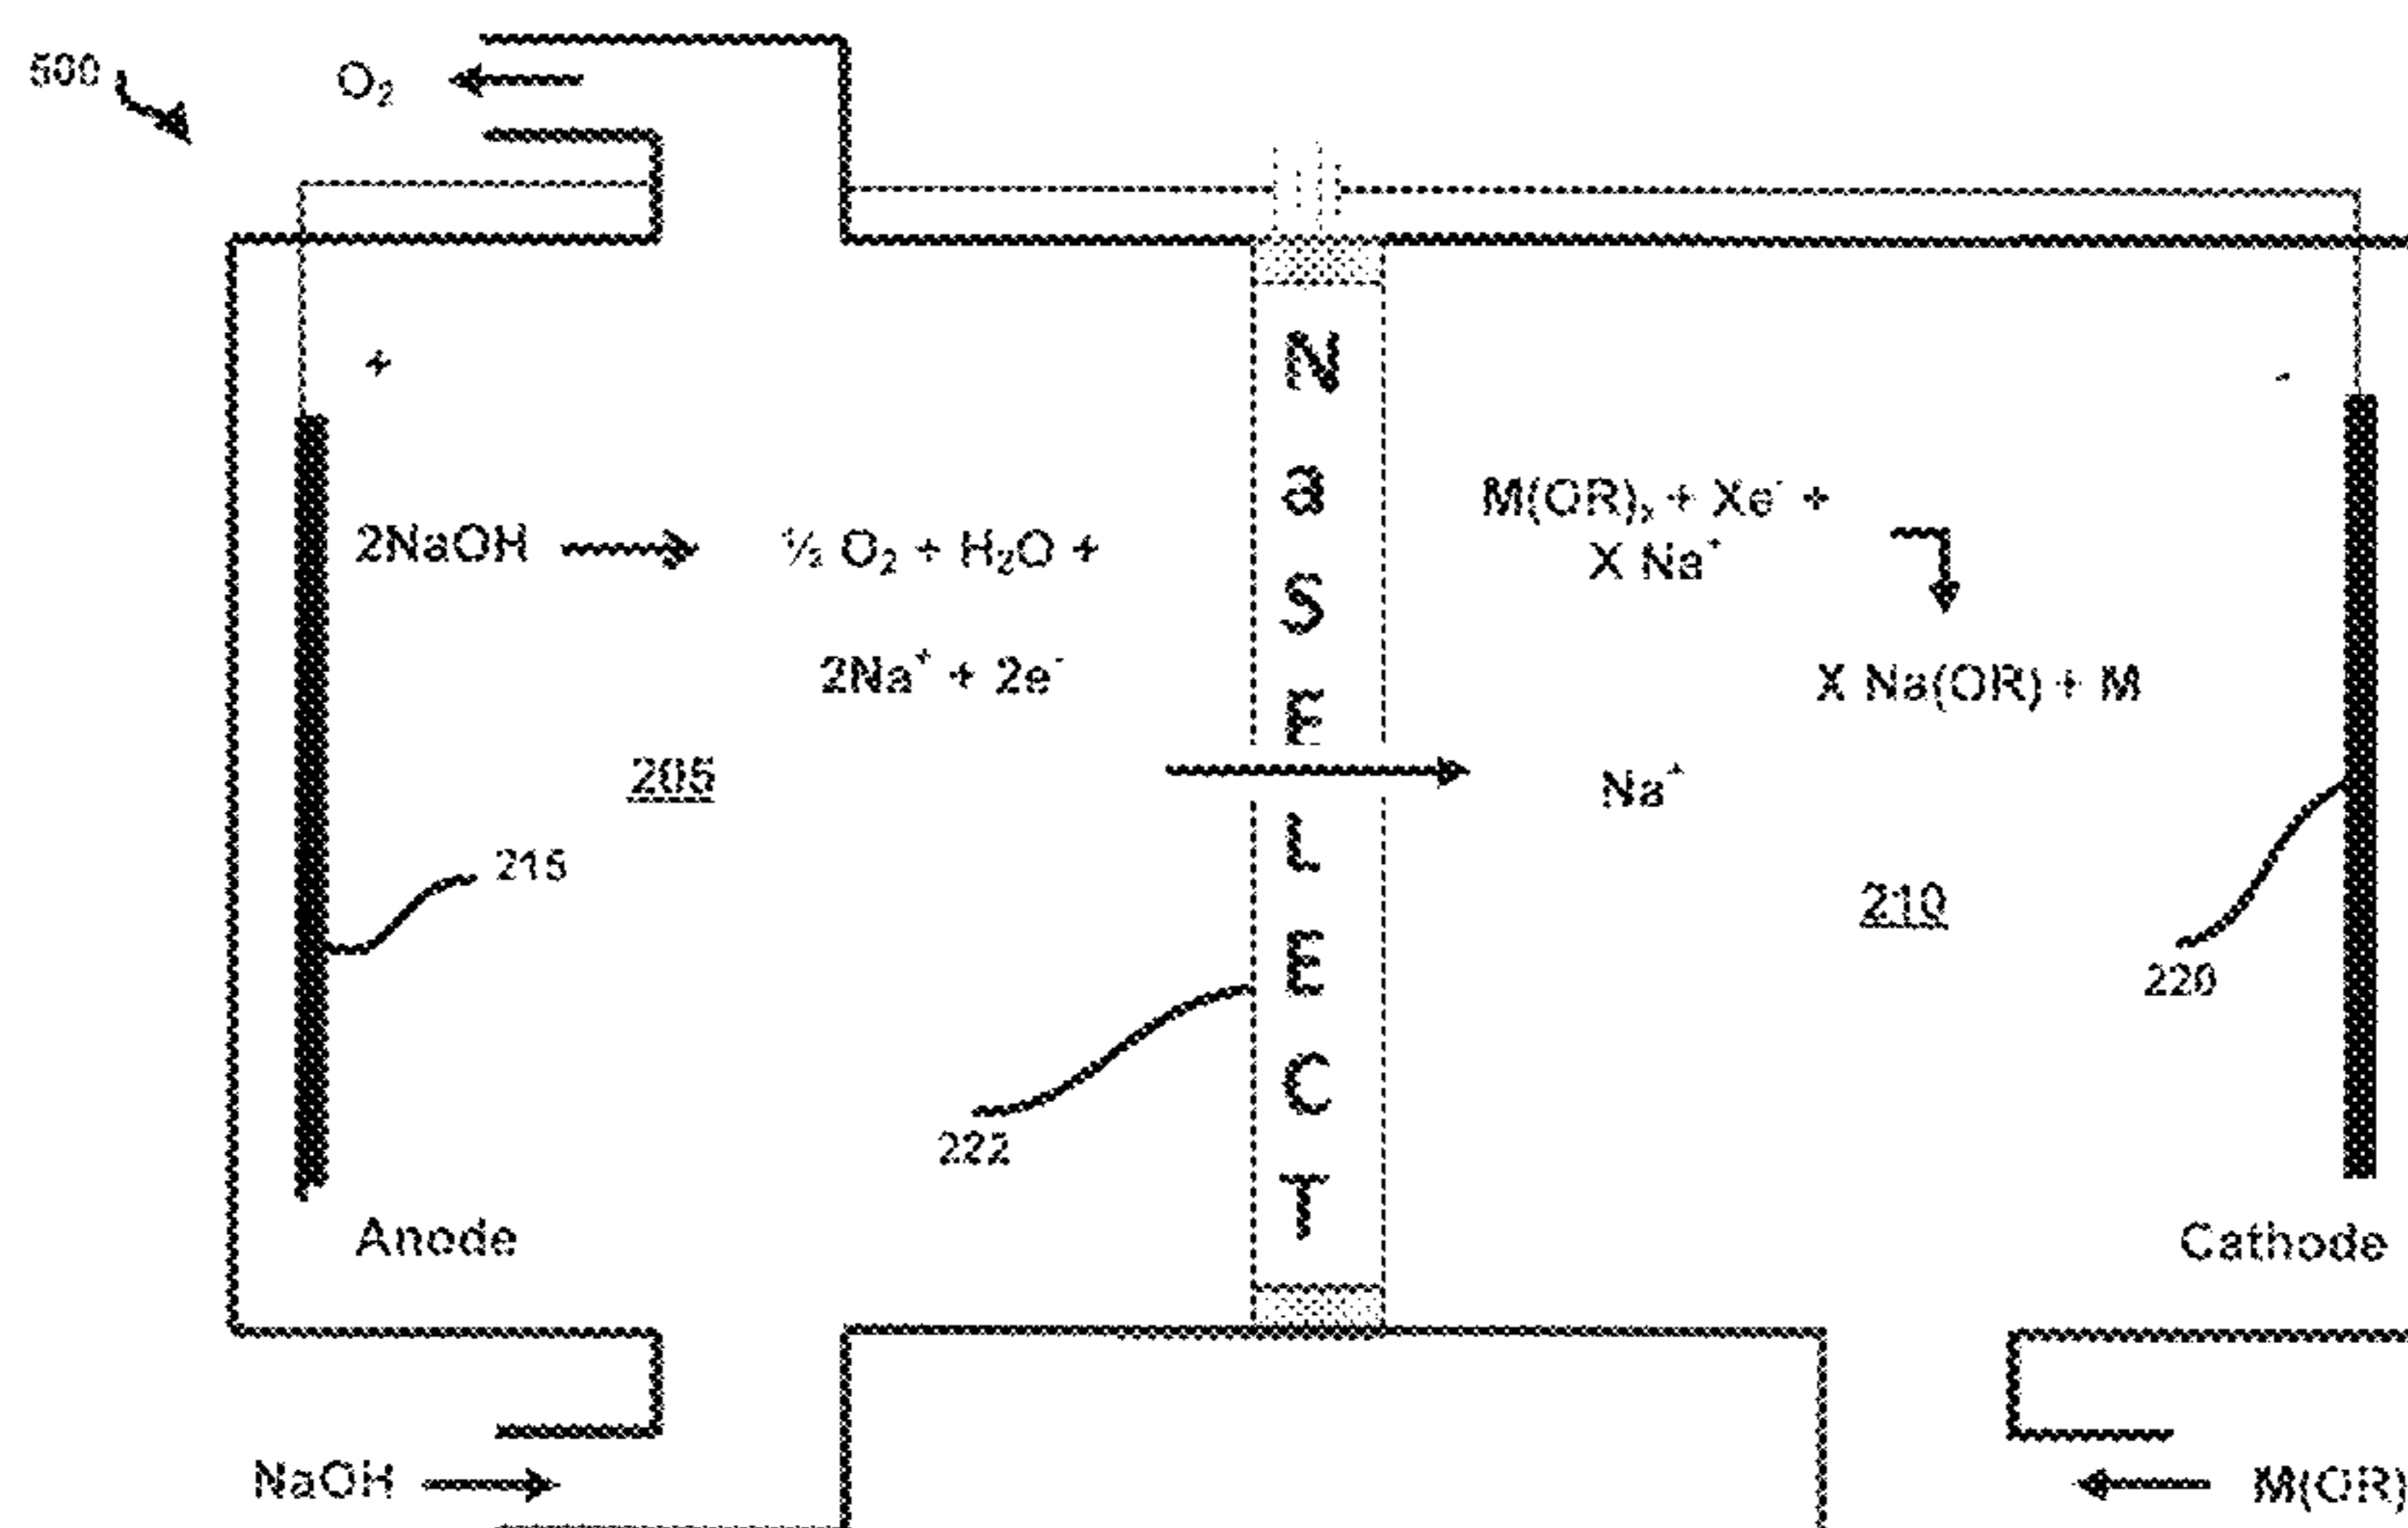 500
O₂
+
-
2NaOH → ½ O₂ + H₂O +
2Na⁺ + 2e⁻
N
a
S
E
L
E
C
T
M(OR)ₓ + Xe⁻ +
X Na⁺
X Na(OR) + M
205
Na⁺
215
210
220
222
Anode
Cathode
NaOH →
← M(OR)